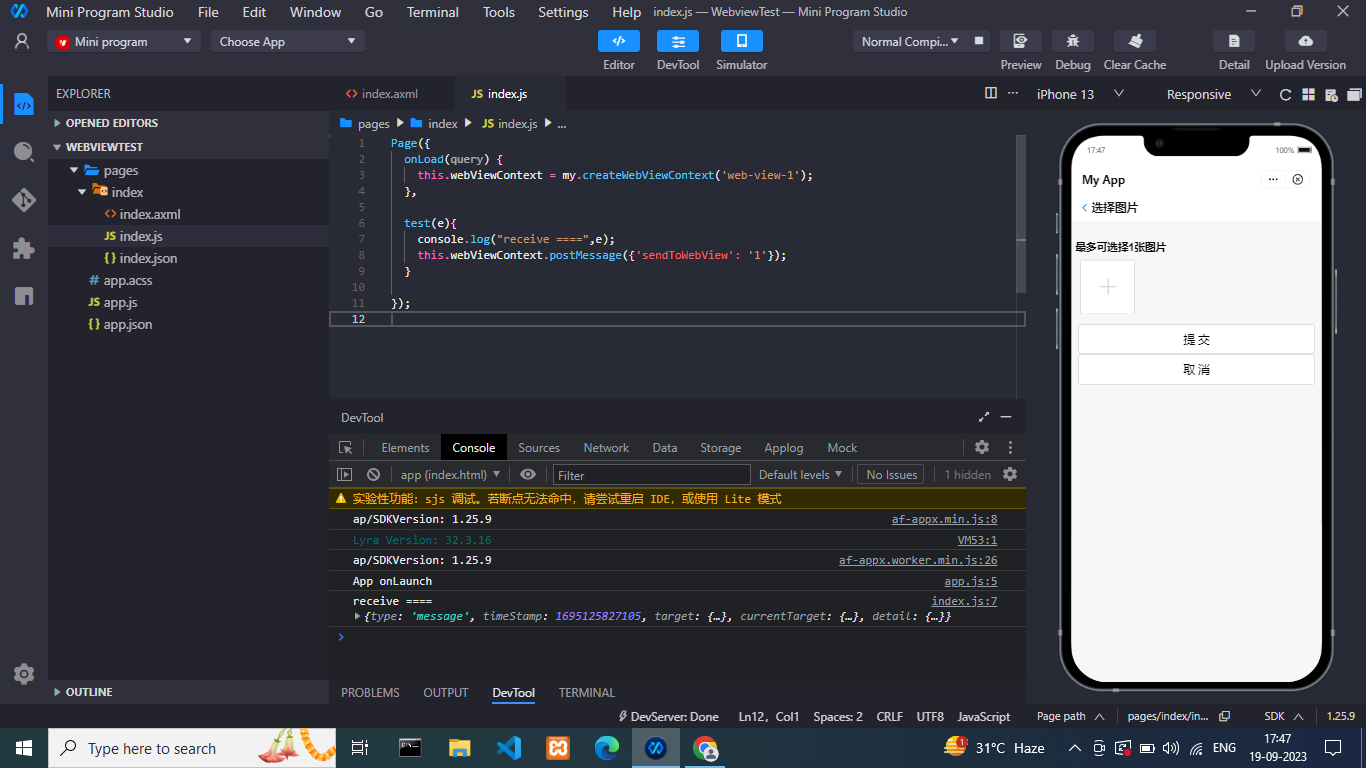 Mini Program Studio File Edit Window Go Terminal Tools Settings Help index.js — WebviewTest — Mini Program Studio
Mini program Choose App Normal Compi...
Editor DevTool Simulator Preview Debug Clear Cache Detail Upload Version
EXPLORER
OPENED EDITORS
WEBVIEWTEST
pages
index
index.axml
index.js
index.json
app.acss
app.js
app.json
OUTLINE
index.axml JS index.js
pages index JS index.js ...
1 Page({
2 onLoad(query) {
3 this.webViewContext = my.createWebViewContext('web-view-1');
4 },
5
6 test(e){
7 console.log("receive ====",e);
8 this.webViewContext.postMessage({'sendToWebView': '1'});
9 }
10
11 });
12
iPhone 13 Responsive
17:47 100%
My App
选择图片
最多可选择1张图片
提 交
取 消
DevTool
Elements Console Sources Network Data Storage Applog Mock
app (index.html) Filter Default levels No Issues 1 hidden
实验性功能: sjs 调试。若断点无法命中，请尝试重启 IDE，或使用 Lite 模式
ap/SDKVersion: 1.25.9 af-appx.min.js:8
Lyra Version: 32.3.16 VM53:1
ap/SDKVersion: 1.25.9 af-appx.worker.min.js:26
App onLaunch app.js:5
receive ==== index.js:7
{type: 'message', timeStamp: 1695125827105, target: {…}, currentTarget: {…}, detail: {…}}
PROBLEMS OUTPUT DevTool TERMINAL
DevServer: Done Ln12, Col1 Spaces: 2 CRLF UTF8 JavaScript Page path pages/index/in... SDK 1.25.9
Type here to search 31°C Haze ENG 17:47
19-09-2023